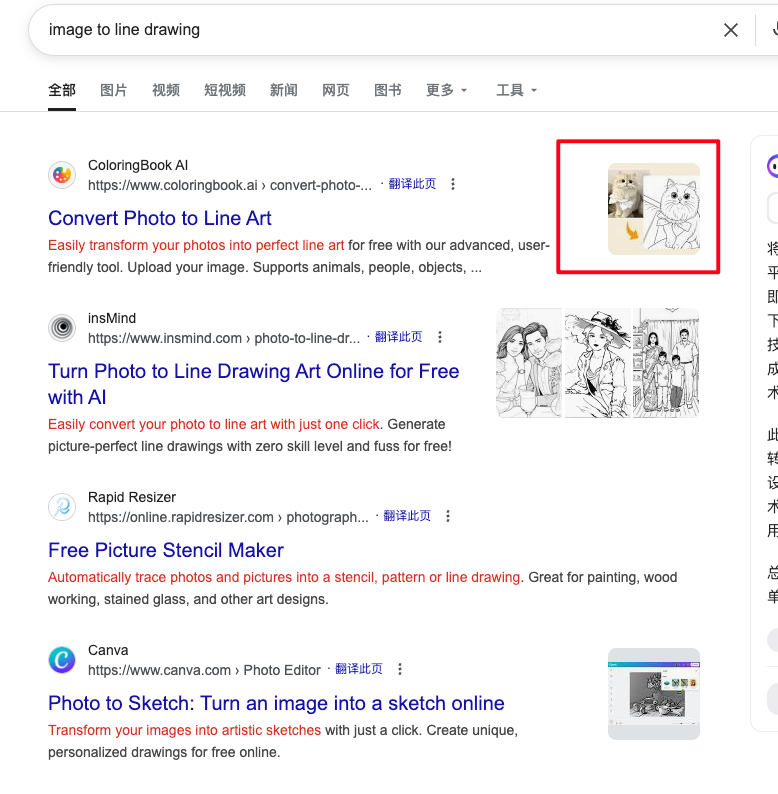 image to line drawing
全部 图片 视频 短视频 新闻 网页 图书 更多 工具
ColoringBook AI
https://www.coloringbook.ai › convert-photo-... · 翻译此页
Convert Photo to Line Art
Easily transform your photos into perfect line art for free with our advanced, user-
friendly tool. Upload your image. Supports animals, people, objects, ...
insMind
https://www.insmind.com › photo-to-line-dr... · 翻译此页
Turn Photo to Line Drawing Art Online for Free
with AI
Easily convert your photo to line art with just one click. Generate
picture-perfect line drawings with zero skill level and fuss for free!
Rapid Resizer
https://online.rapidresizer.com › photograph... · 翻译此页
Free Picture Stencil Maker
Automatically trace photos and pictures into a stencil, pattern or line drawing. Great for painting, wood
working, stained glass, and other art designs.
Canva
https://www.canva.com › Photo Editor · 翻译此页
Photo to Sketch: Turn an image into a sketch online
Transform your images into artistic sketches with just a click. Create unique,
personalized drawings for free online.
将
平
即
下
技
成
术
此
转
设
术
用
总
单